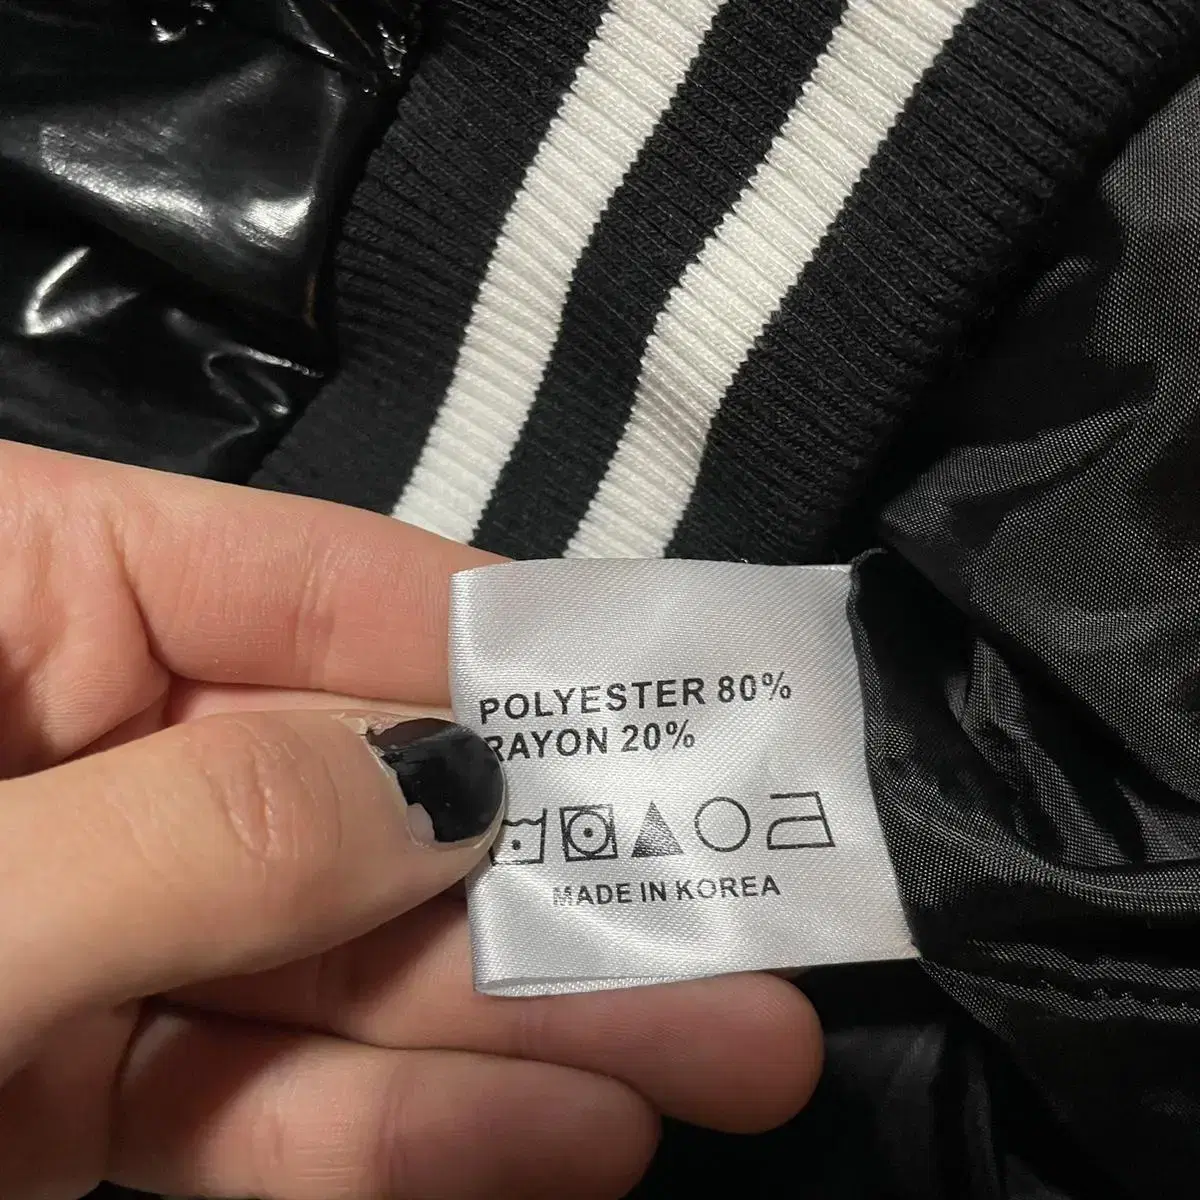 POLYESTER 80%
RAYON 20%
MADE IN KOREA